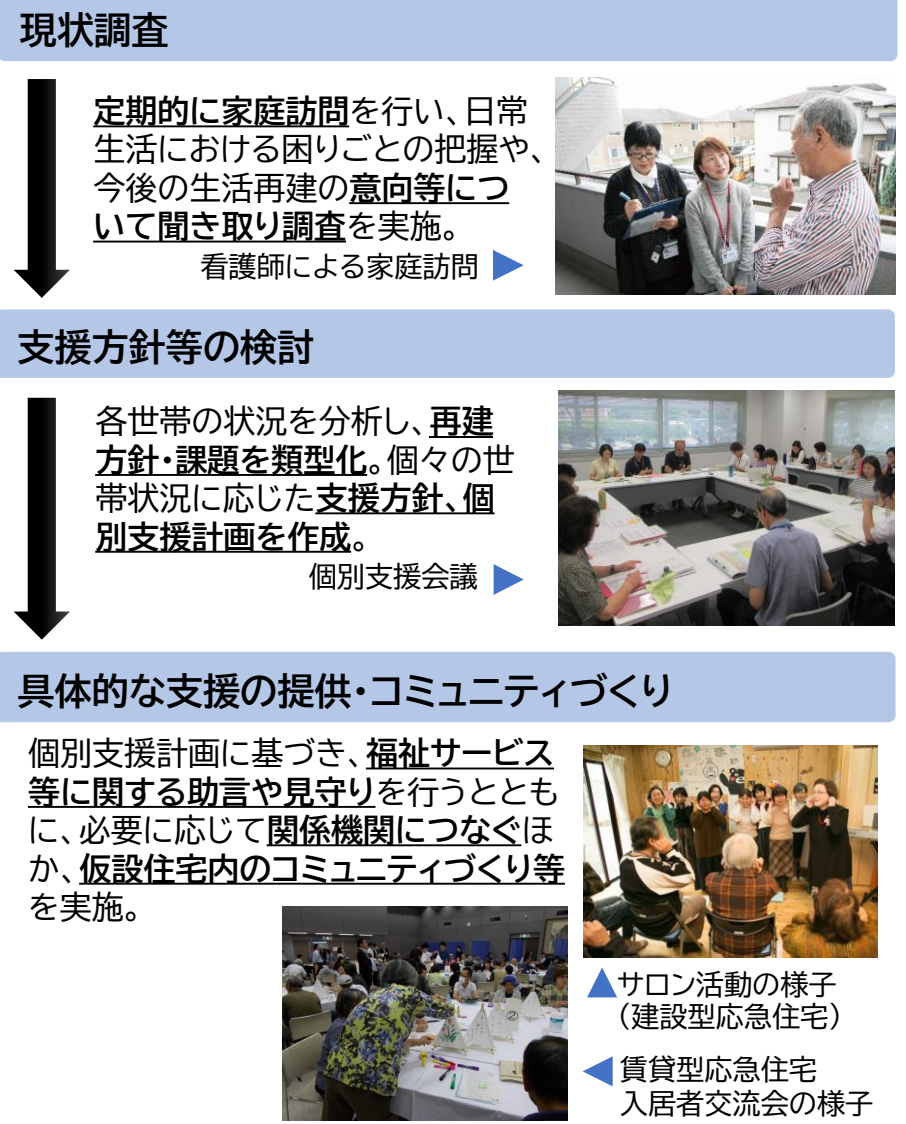 現状調査
定期的に家庭訪問を行い、日常
生活における困りごとの把握や、
今後の生活再建の意向等につ
いて聞き取り調査を実施。
看護師による家庭訪問 ▶
支援方針等の検討
各世帯の状況を分析し、再建
方針・課題を類型化。個々の世
帯状況に応じた支援方針、個
別支援計画を作成。
個別支援会議 ▶
具体的な支援の提供・コミュニティづくり
個別支援計画に基づき、福祉サービス
等に関する助言や見守りを行うととも
に、必要に応じて関係機関につなぐほ
か、仮設住宅内のコミュニティづくり等
を実施。
②
▲サロン活動の様子
（建設型応急住宅）
◀賃貸型応急住宅
入居者交流会の様子